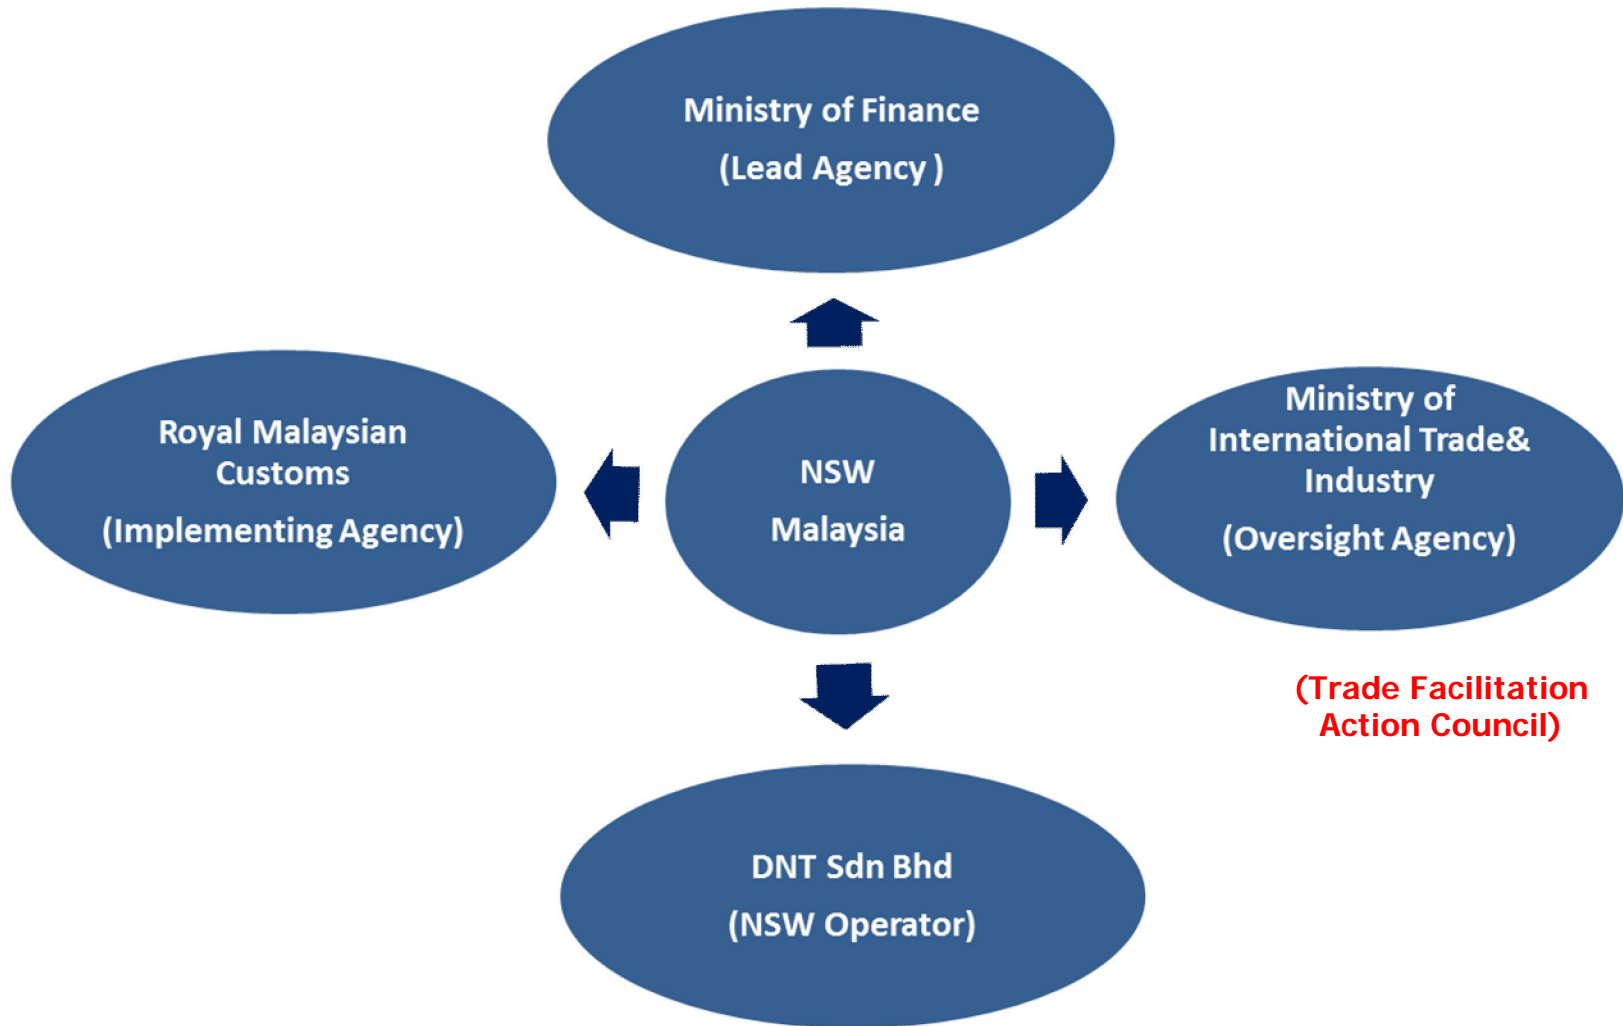 Ministry of Finance
(Lead Agency )
Royal Malaysian
Customs
(Implementing Agency)
NSW
Malaysia
Ministry of
International Trade&
Industry
(Oversight Agency)
(Trade Facilitation
Action Council)
DNT Sdn Bhd
(NSW Operator)